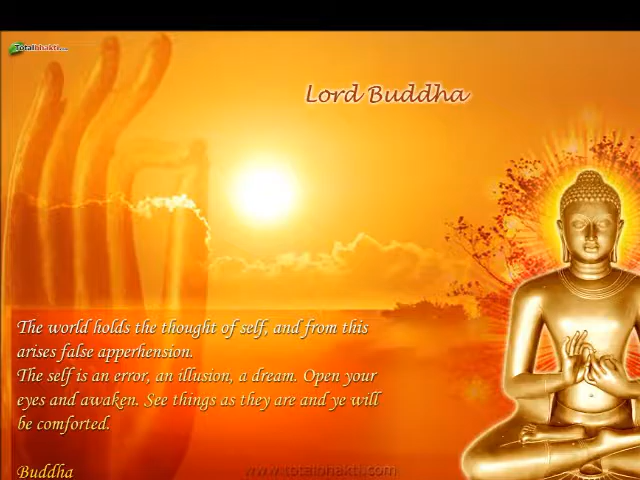 Totalbhakti.com
Lord Buddha
The world holds the thought of self, and from this
arises false apperhension.
The self is an error, an illusion, a dream. Open your
eyes and awaken. See things as they are and ye will
be comforted.
Buddha
www.totalbhakti.com